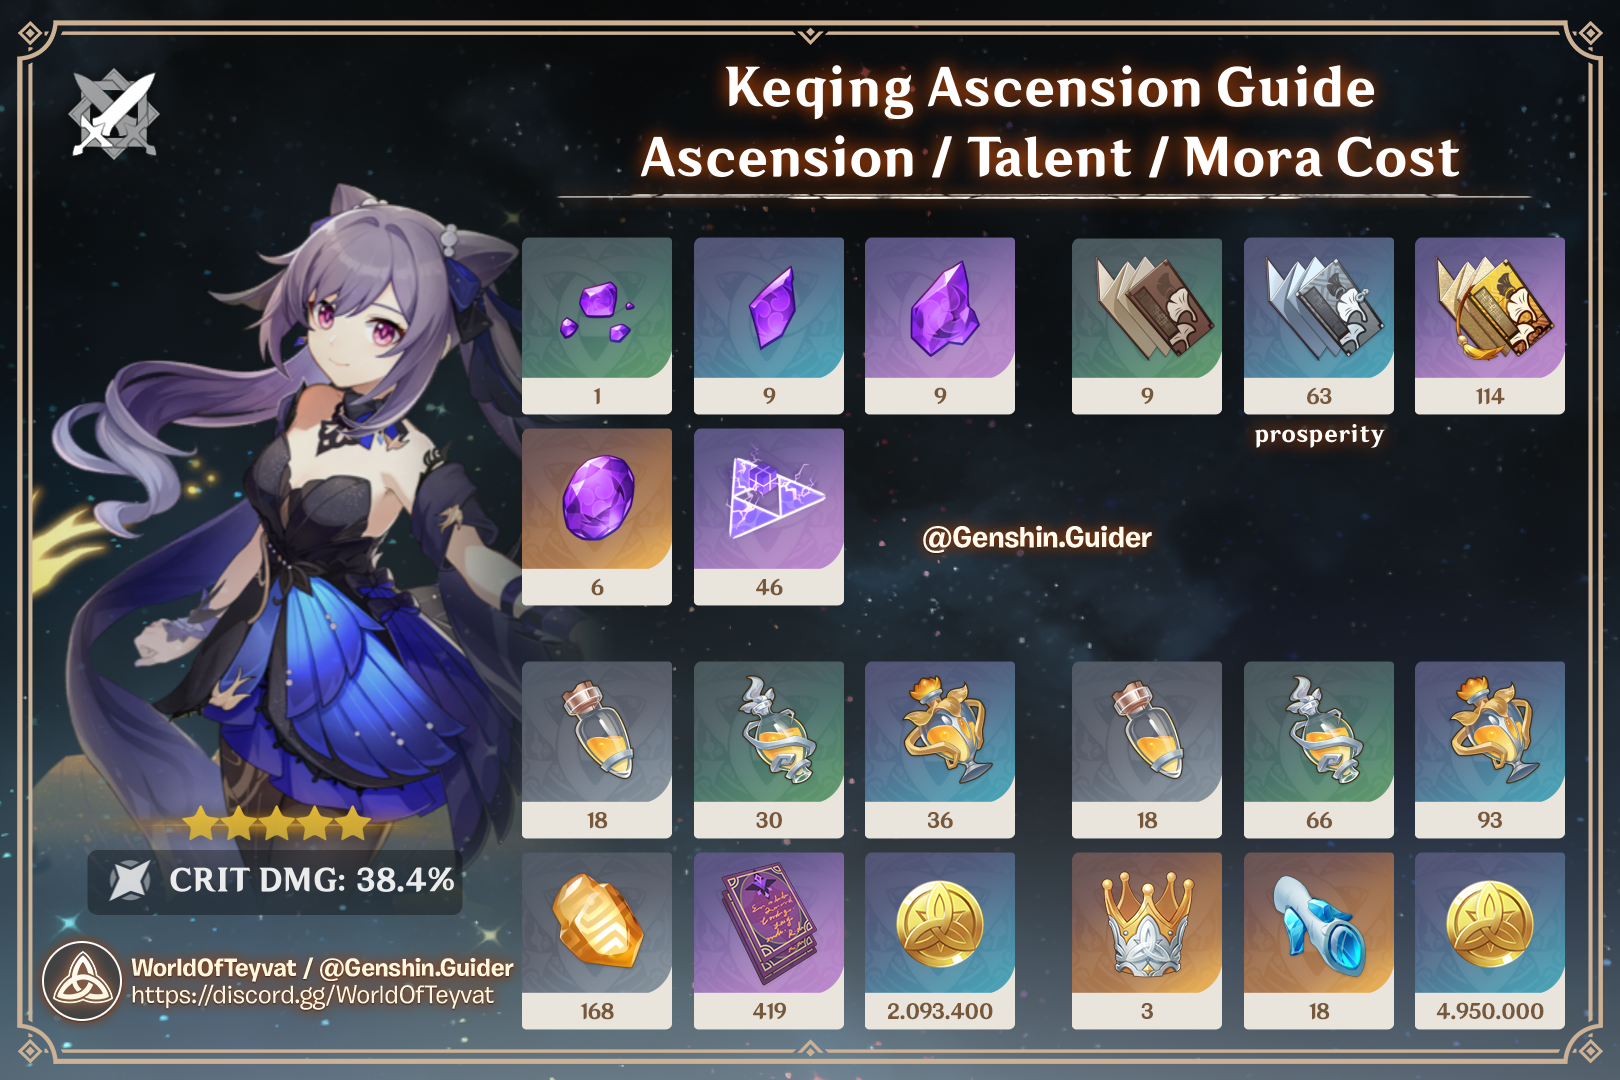 Keqing Ascension Guide
Ascension / Talent / Mora Cost
1 9 9 9 63 114
prosperity
6 46
@Genshin.Guider
18 30 36 18 66 93
CRIT DMG: 38.4%
168 419 2.093.400 3 18 4.950.000
WorldOfTeyvat / @Genshin.Guider
https://discord.gg/WorldOfTeyvat